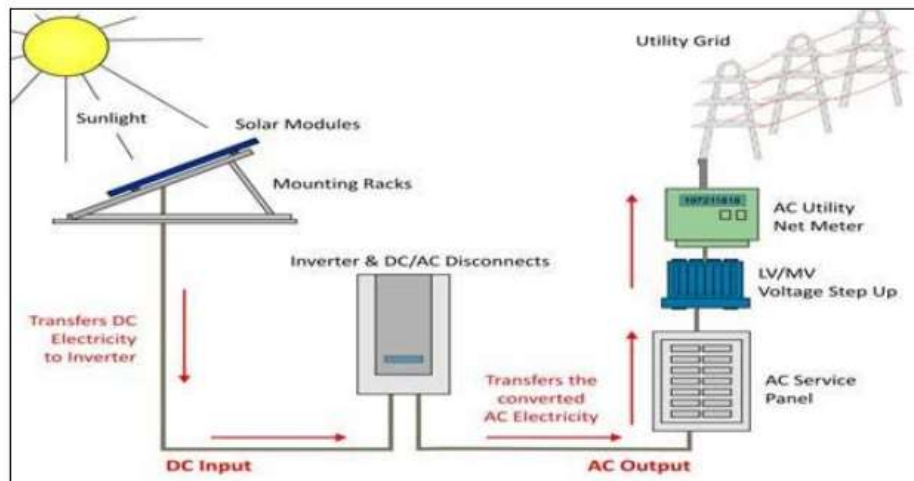 Utility Grid
Sunlight
Solar Modules
Mounting Racks
107211818
AC Utility
Net Meter
Inverter & DC/AC Disconnects
LV/MV
Voltage Step Up
Transfers DC
Electricity
to Inverter
Transfers the
converted
AC Electricity
AC Service
Panel
DC Input
AC Output